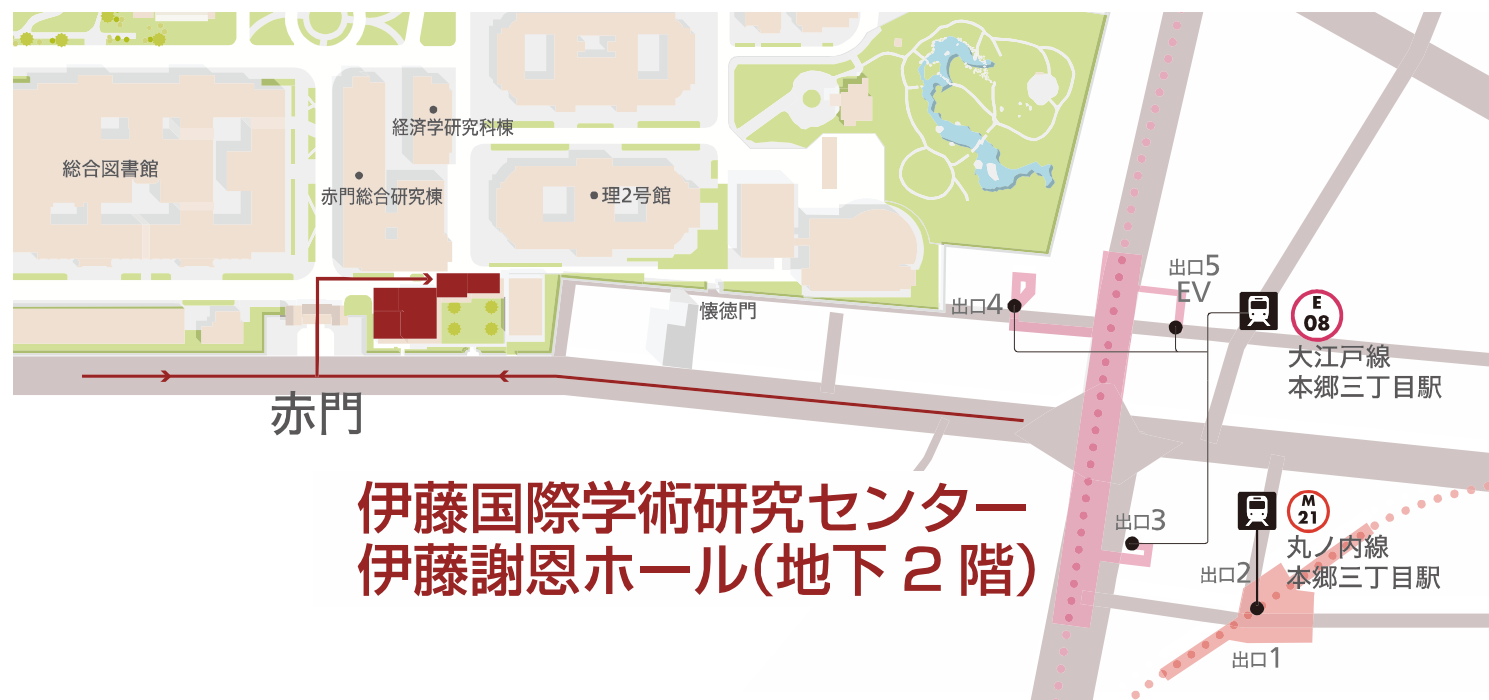 経済学研究科棟
総合図書館
赤門総合研究棟
理2号館
懐徳門
出口4
出口5
EV
E
08
大江戸線
本郷三丁目駅
赤門
伊藤国際学術研究センター
伊藤謝恩ホール(地下2階)
出口3
M
21
丸ノ内線
本郷三丁目駅
出口2
出口1